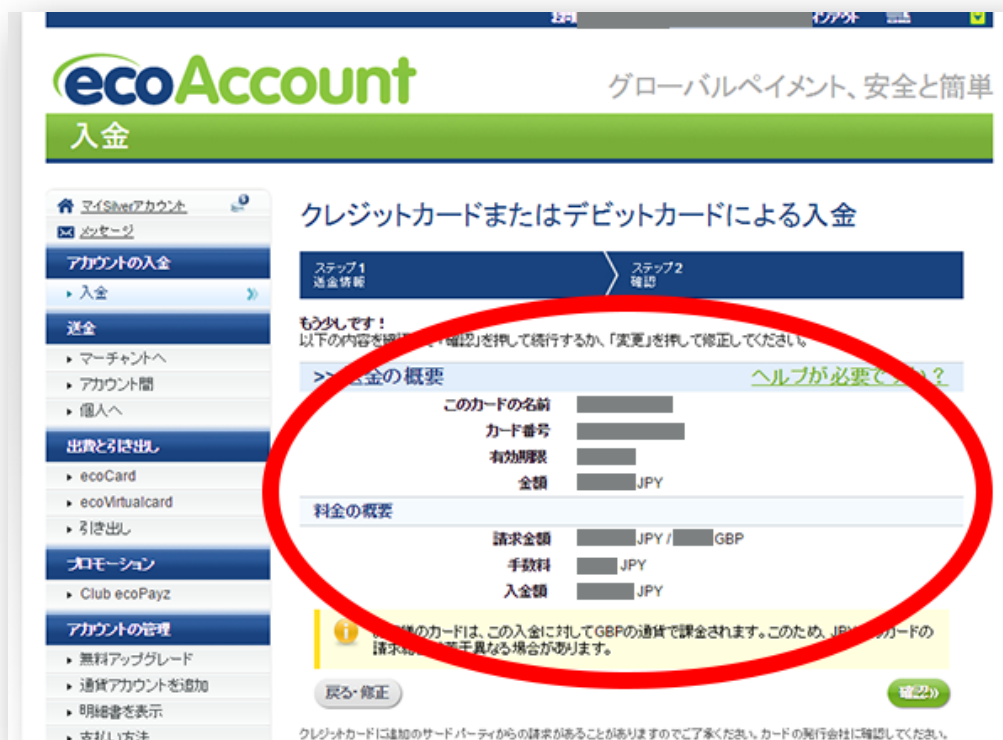 ecoAccount
グローバルペイメント、安全と簡単
入金
マイSilverアカウント
メッセージ
アカウントの入金
入金
送金
マーチャントへ
アカウント間
個人へ
出費と引き出し
ecoCard
ecoVirtualcard
引き出し
プロモーション
Club ecoPayz
アカウントの管理
無料アップグレード
通貨アカウントを追加
明細書を表示
支払い方法
クレジットカードまたはデビットカードによる入金
ステップ1
送金情報
ステップ2
確認
もう少しです！
以下の内容を確認 「確認」を押して続行するか、「変更」を押して修正してください。
>> 金の概要
ヘルプが必要で か？
このカードの名前
カード番号
有効期限
金額 JPY
料金の概要
請求金額 JPY / GBP
手数料 JPY
入金額 JPY
様のカードは、この入金に対してGBPの通貨で課金されます。このため、JPY カードの
請求 若干異なる場合があります。
戻る・修正
確認»
クレジットカードに追加のサードパーティからの請求があることがありますのでご了承ください。カードの発行会社に確認してください。